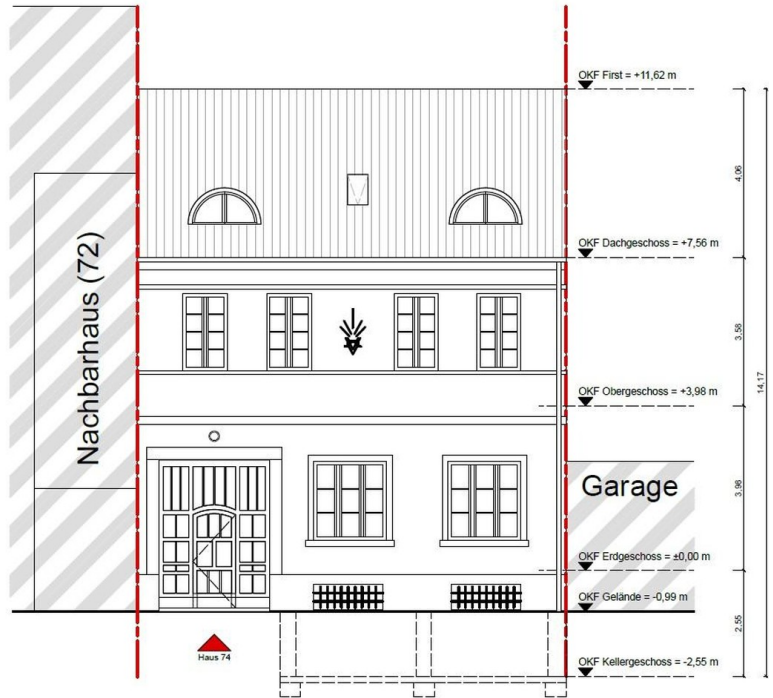 OKF First = +11,62 m
4,06
Nachbarhaus (72)
OKF Dachgeschoss = +7,56 m
3,58
14,17
OKF Obergeschoss = +3,98 m
3,98
Garage
OKF Erdgeschoss = ±0,00 m
OKF Gelände = -0,99 m
2,55
Haus 74
OKF Kellergeschoss = -2,55 m